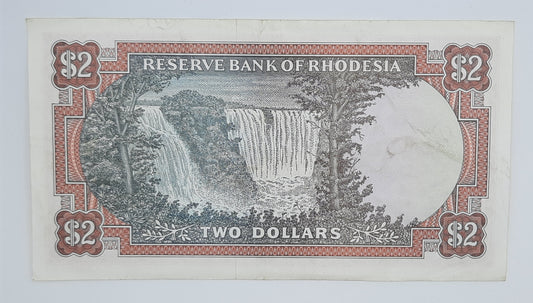 $2 $2
RESERVE BANK OF RHODESIA
TWO DOLLARS
$2 $2